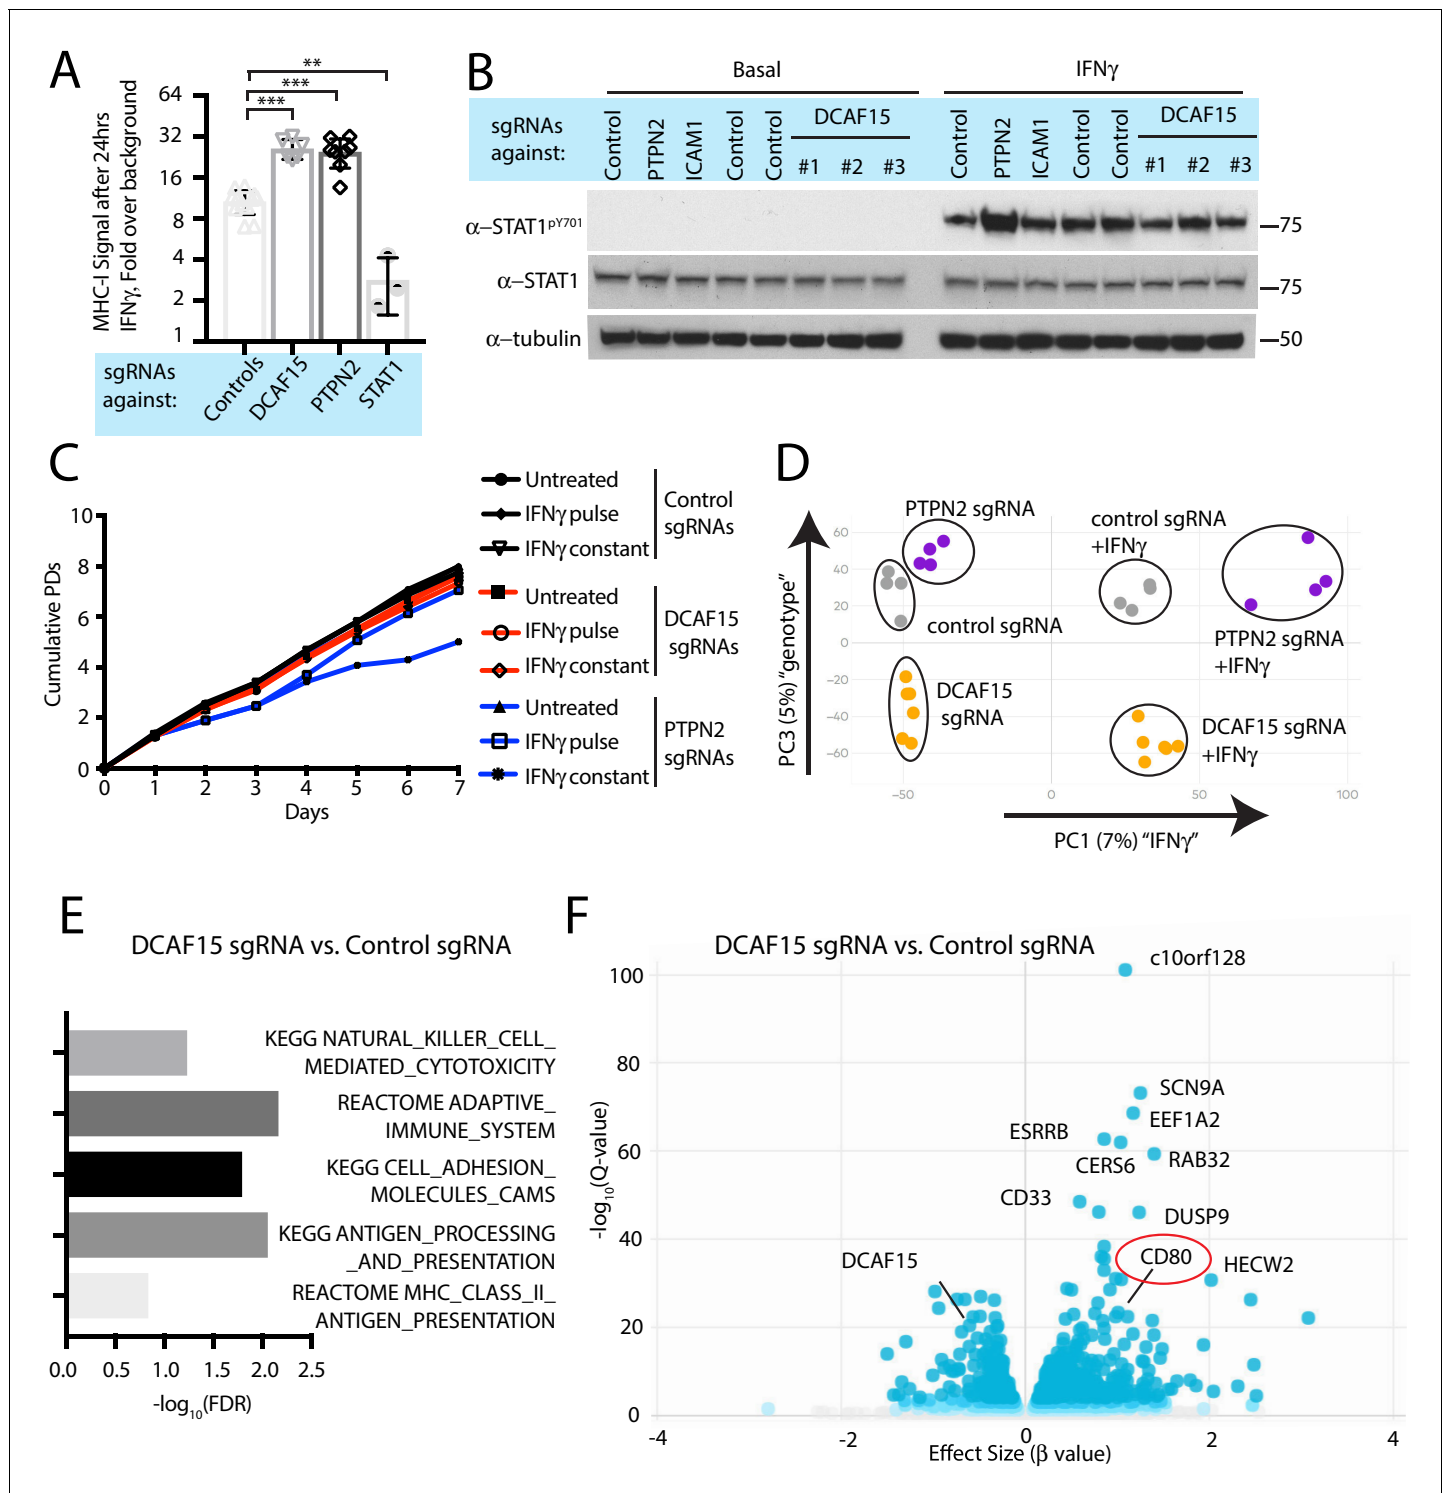 A
MHC-I Signal after 24hrs
IFNγ, Fold over background
64
32
16
8
4
2
1
**
***
***
sgRNAs
against:
Controls
DCAF15
PTPN2
STAT1
B
Basal
IFNγ
sgRNAs
against:
Control
PTPN2
ICAM1
Control
Control
DCAF15
#1
#2
#3
Control
PTPN2
ICAM1
Control
Control
DCAF15
#1
#2
#3
α−STAT1pY701
75
α−STAT1
75
α−tubulin
50
C
Cumulative PDs
10
8
6
4
2
0
0
1
2
3
4
5
6
7
Days
Untreated
IFNγ pulse
IFNγ constant
Control
sgRNAs
Untreated
IFNγ pulse
IFNγ constant
DCAF15
sgRNAs
Untreated
IFNγ pulse
IFNγ constant
PTPN2
sgRNAs
D
PC3 (5%) “genotype”
60
40
20
0
−20
−40
−60
−50
0
50
100
PC1 (7%) “IFNγ”
PTPN2 sgRNA
control sgRNA
+IFNγ
control sgRNA
PTPN2 sgRNA
+IFNγ
DCAF15
sgRNA
DCAF15 sgRNA
+IFNγ
E
DCAF15 sgRNA vs. Control sgRNA
KEGG NATURAL_KILLER_CELL_
MEDIATED_CYTOTOXICITY
REACTOME ADAPTIVE_
IMMUNE_SYSTEM
KEGG CELL_ADHESION_
MOLECULES_CAMS
KEGG ANTIGEN_PROCESSING
_AND_PRESENTATION
REACTOME MHC_CLASS_II_
ANTIGEN_PRESENTATION
0.0
0.5
1.0
1.5
2.0
2.5
-log10(FDR)
F
DCAF15 sgRNA vs. Control sgRNA
-log10(Q-value)
100
80
60
40
20
0
c10orf128
SCN9A
EEF1A2
ESRRB
CERS6
RAB32
CD33
DUSP9
CD80
HECW2
DCAF15
-4
-2
0
2
4
Effect Size (β value)